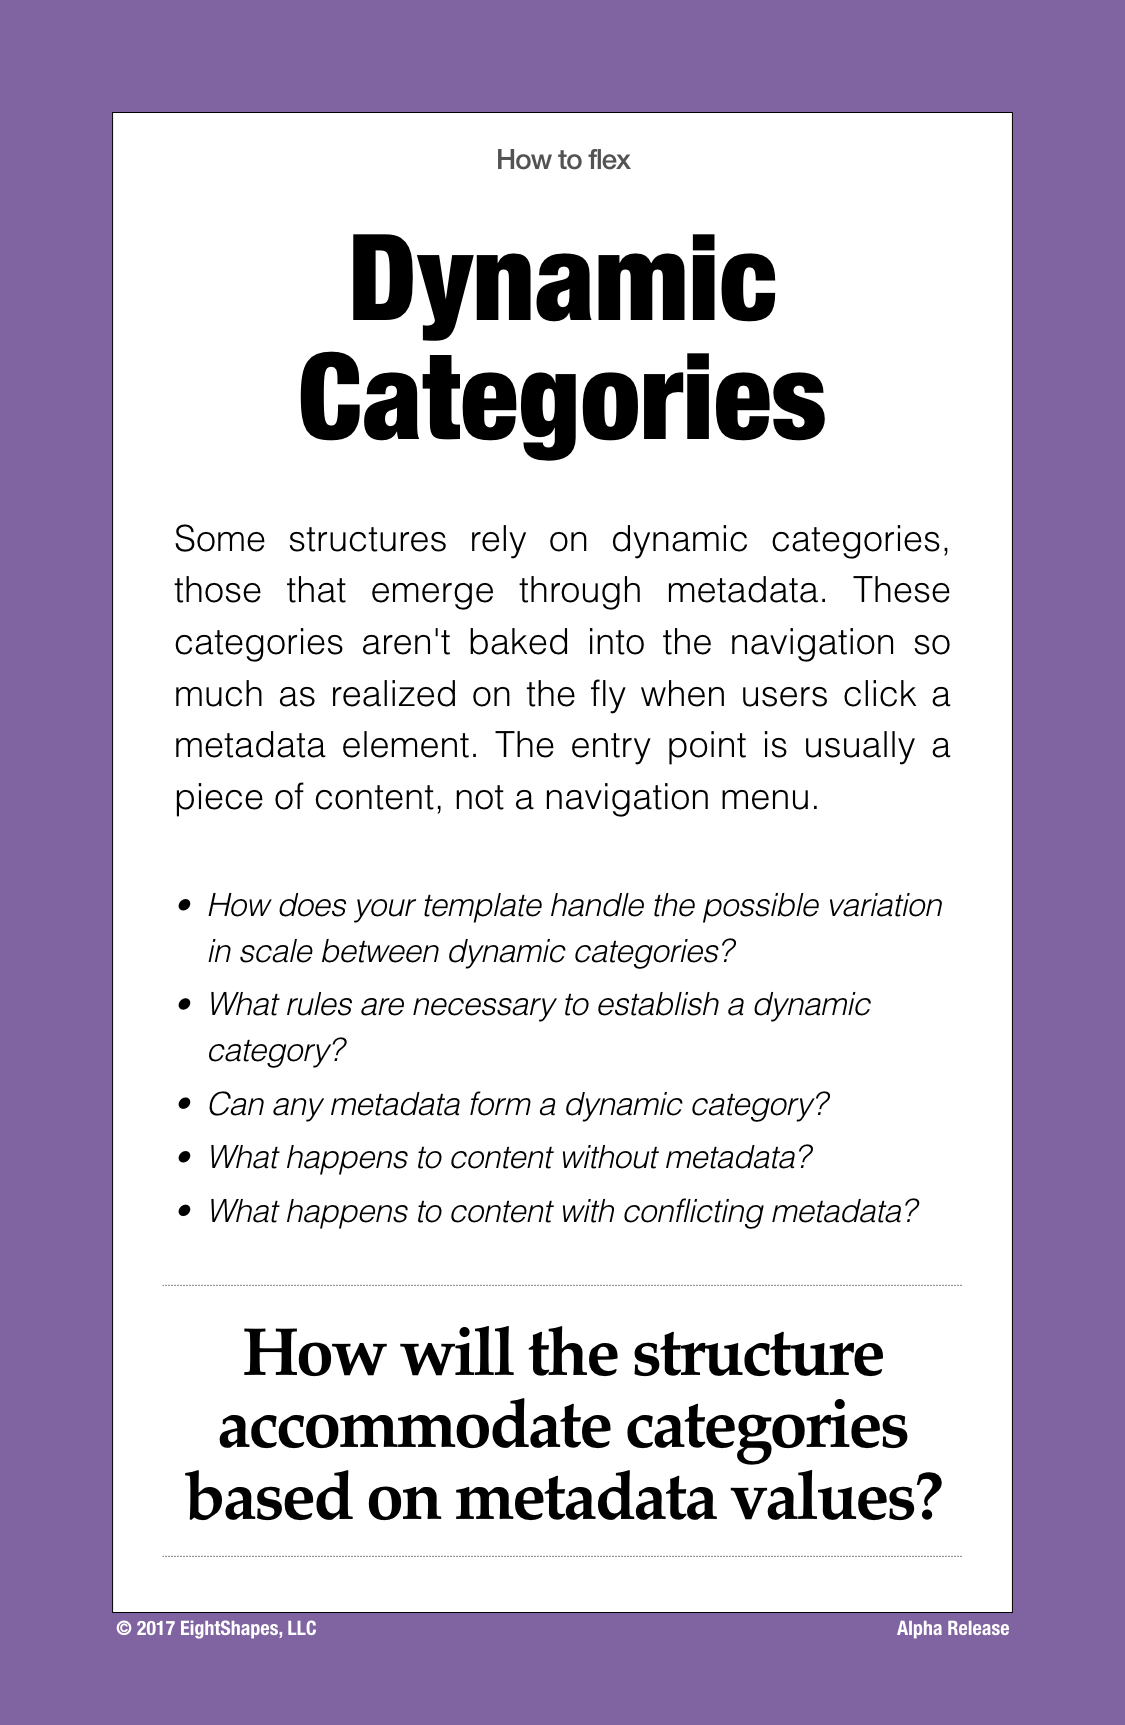 How to flex
Dynamic
Categories
Some structures rely on dynamic categories,
those that emerge through metadata. These
categories aren't baked into the navigation so
much as realized on the fly when users click a
metadata element. The entry point is usually a
piece of content, not a navigation menu.
• How does your template handle the possible variation
in scale between dynamic categories?
• What rules are necessary to establish a dynamic
category?
• Can any metadata form a dynamic category?
• What happens to content without metadata?
• What happens to content with conflicting metadata?
How will the structure
accommodate categories
based on metadata values?
© 2017 EightShapes, LLC
Alpha Release